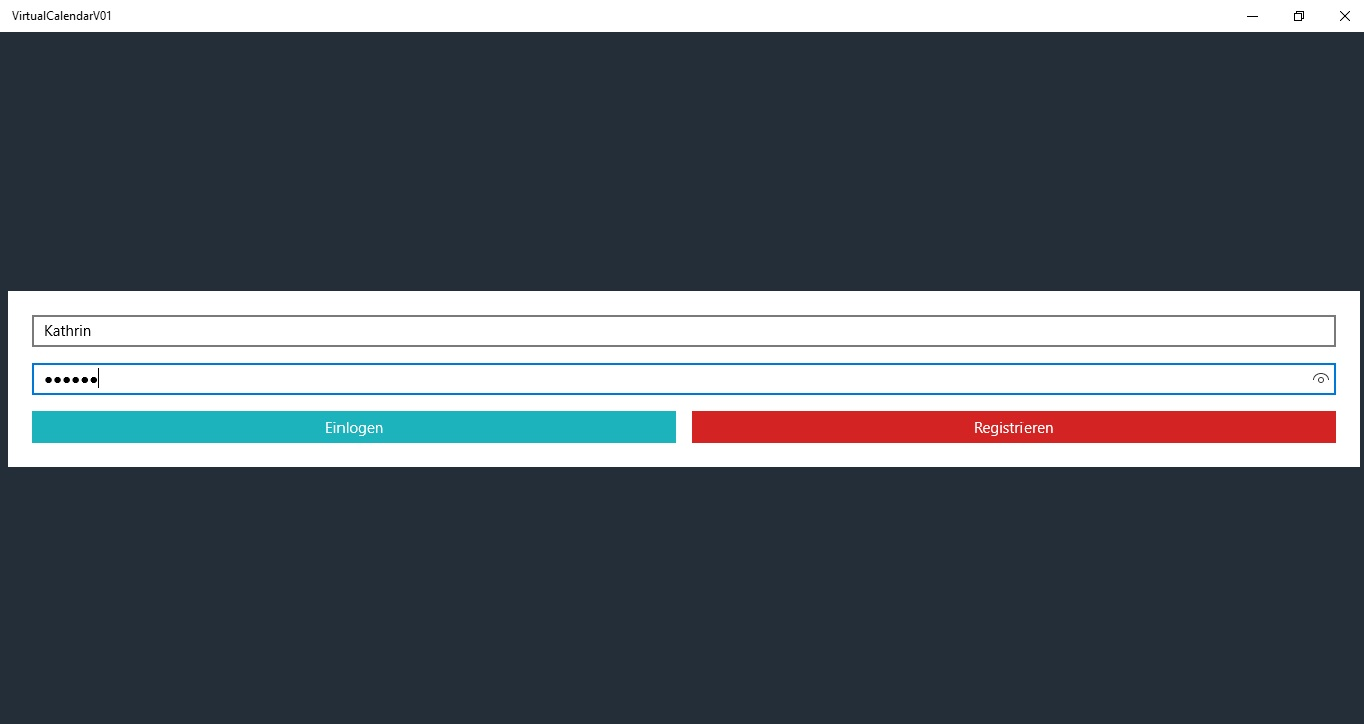 VirtualCalendarV01
Kathrin
●●●●●●
Einlogen
Registrieren